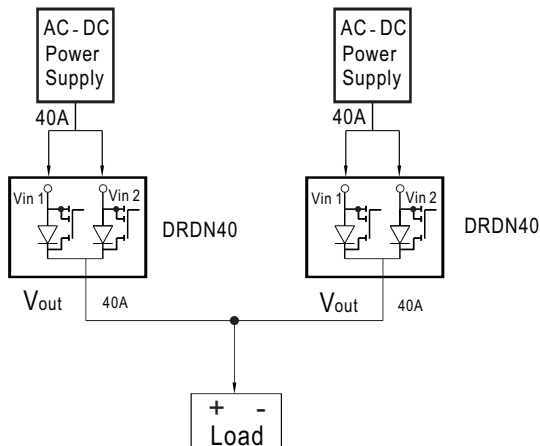 AC - DC
Power
Supply
AC - DC
Power
Supply
40A
40A
Vin 1
Vin 2
DRDN40
Vin 1
Vin 2
DRDN40
Vout
40A
Vout
40A
+ -
Load